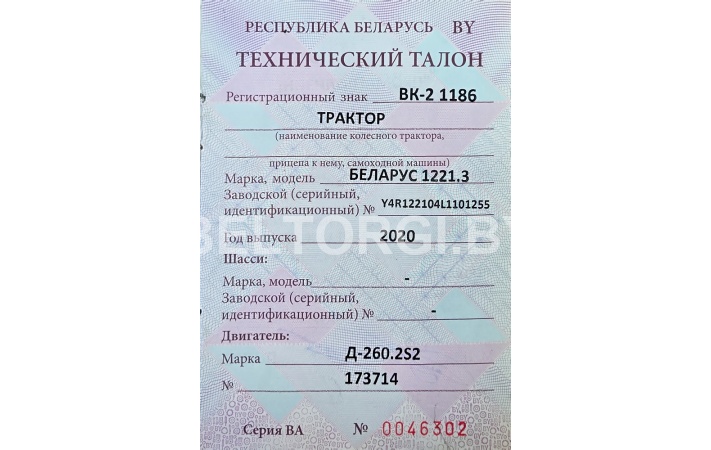 РЕСПУБЛИКА БЕЛАРУСЬ BY
ТЕХНИЧЕСКИЙ ТАЛОН
Регистрационный знак ВК-2 1186
ТРАКТОР
(наименование колесного трактора,
прицепа к нему, самоходной машины)
Марка, модель БЕЛАРУС 1221.3
Заводской (серийный,
идентификационный) № Y4R122104L1101255
BELTORGI.BY
Год выпуска 2020
Шасси:
Марка, модель -
Заводской (серийный,
идентификационный) № -
Двигатель:
Марка Д-260.2S2
№ 173714
Серия ВА № 0046302